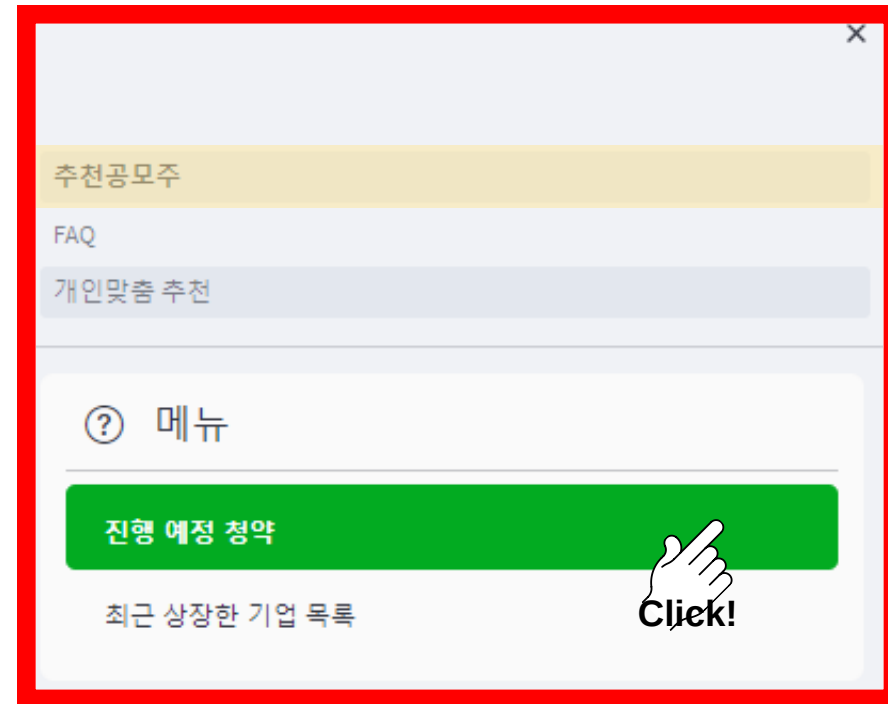 추천공모주
FAQ
개인맞춤 추천
메뉴
진행 예정 청약
최근 상장한 기업 목록
Click!